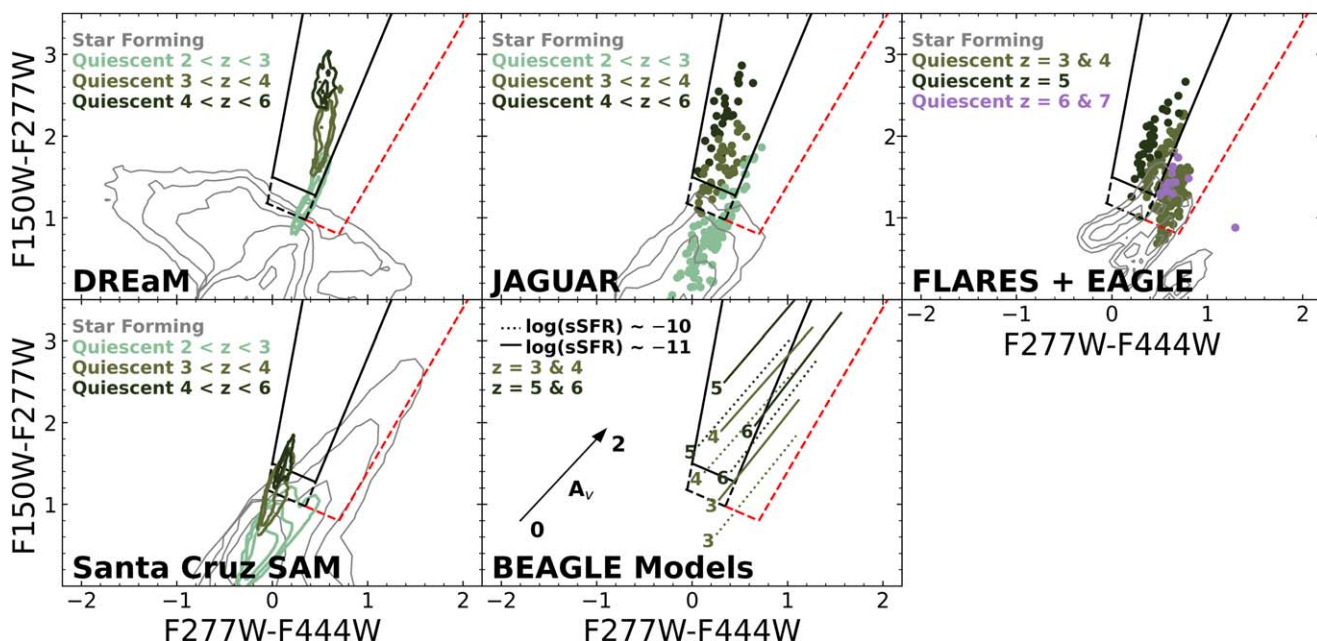 F150W-F277W
3
2
1
Star Forming
Quiescent 2 < z < 3
Quiescent 3 < z < 4
Quiescent 4 < z < 6
DREaM
Star Forming
Quiescent 2 < z < 3
Quiescent 3 < z < 4
Quiescent 4 < z < 6
JAGUAR
Star Forming
Quiescent z = 3 & 4
Quiescent z = 5
Quiescent z = 6 & 7
FLARES + EAGLE
−2 −1 0 1 2
F277W-F444W
F150W-F277W
3
2
1
Star Forming
Quiescent 2 < z < 3
Quiescent 3 < z < 4
Quiescent 4 < z < 6
Santa Cruz SAM
−2 −1 0 1 2
F277W-F444W
log(sSFR) ~ −10
log(sSFR) ~ −11
z = 3 & 4
z = 5 & 6
5
4
6
5
4
6
3
3
2
A_v
0
BEAGLE Models
−2 −1 0 1 2
F277W-F444W